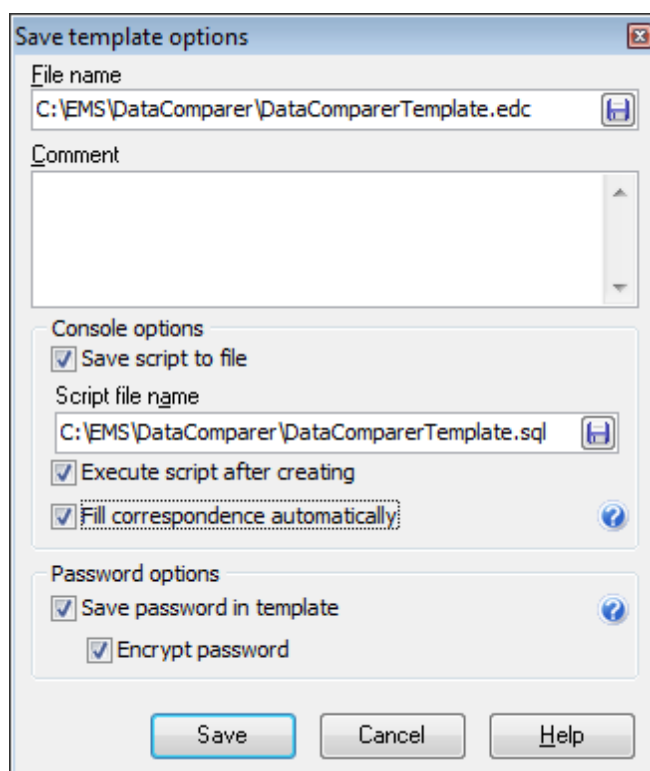 Save template options
File name
C:\EMS\DataComparer\DataComparerTemplate.edc
Comment
Console options
Save script to file
Script file name
C:\EMS\DataComparer\DataComparerTemplate.sql
Execute script after creating
Fill correspondence automatically
Password options
Save password in template
Encrypt password
Save Cancel Help